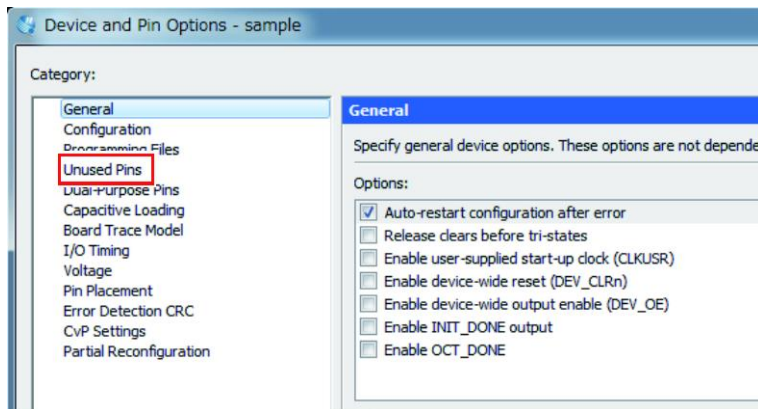 Device and Pin Options - sample
Category:
General
Configuration
Programming Files
Unused Pins
Dual-Purpose Pins
Capacitive Loading
Board Trace Model
I/O Timing
Voltage
Pin Placement
Error Detection CRC
CvP Settings
Partial Reconfiguration
General
Specify general device options. These options are not depende
Options:
Auto-restart configuration after error
Release clears before tri-states
Enable user-supplied start-up clock (CLKUSR)
Enable device-wide reset (DEV_CLRn)
Enable device-wide output enable (DEV_OE)
Enable INIT_DONE output
Enable OCT_DONE